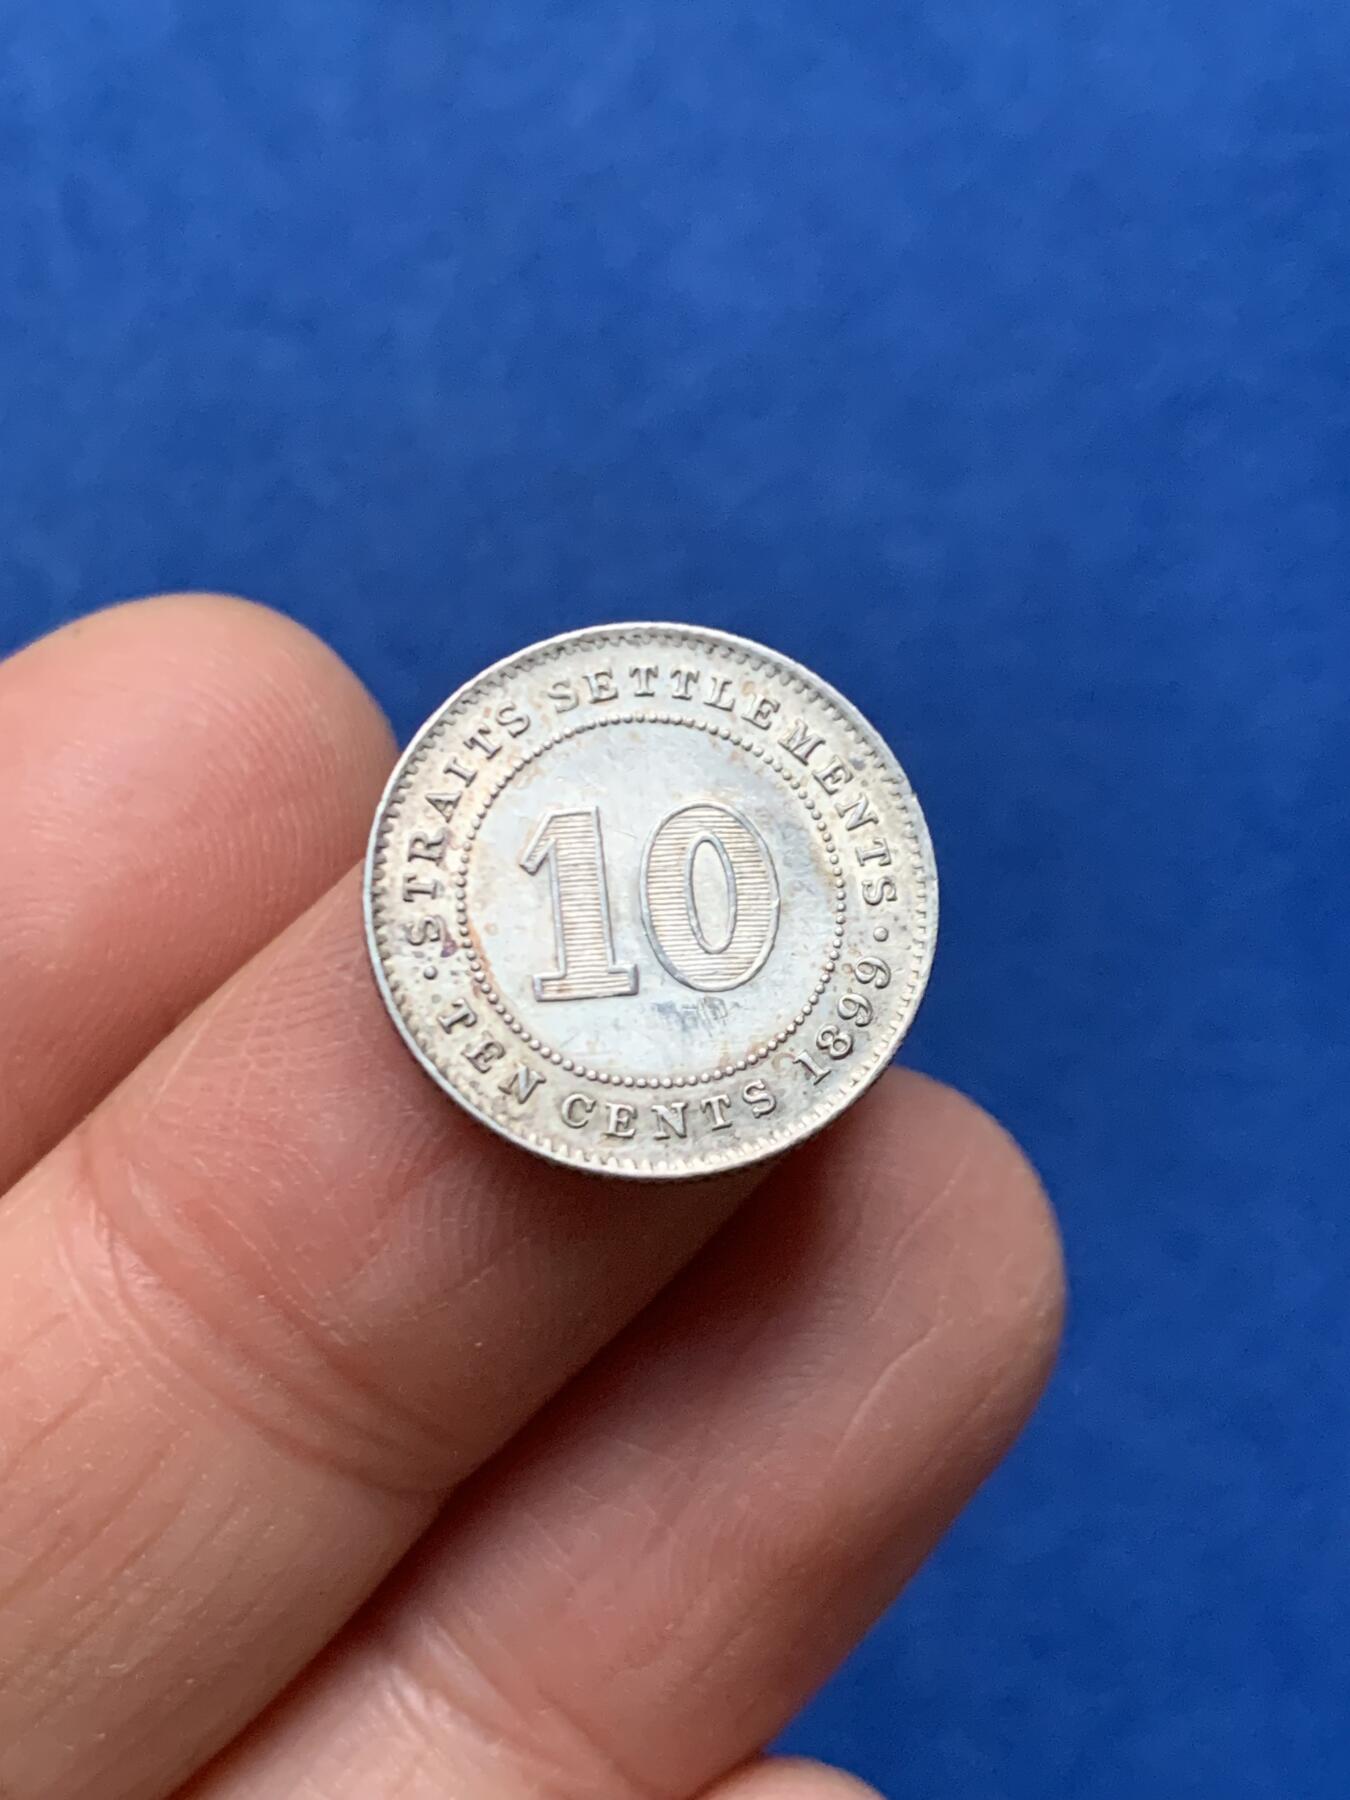 · STRAITS SETTLEMENTS ·
10
TEN CENTS 1899